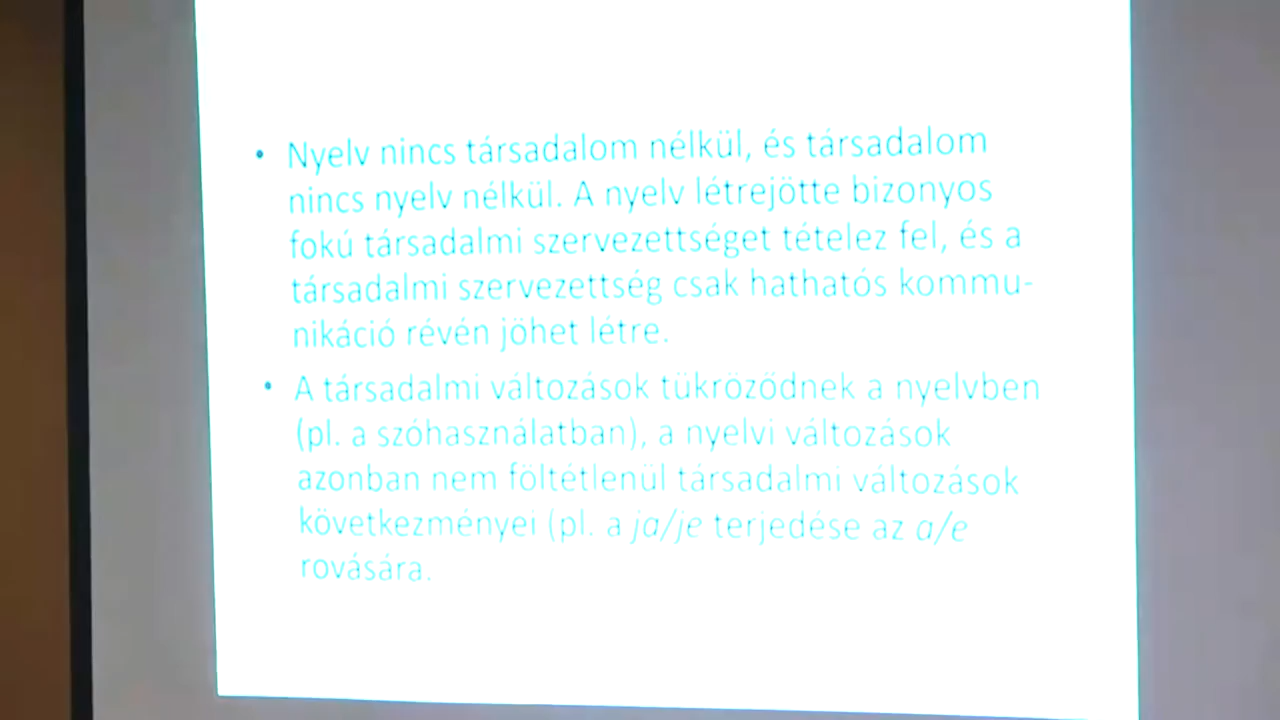 • Nyelv nincs társadalom nélkül, és társadalom
nincs nyelv nélkül. A nyelv létrejötte bizonyos
fokú társadalmi szervezettséget tételez fel, és a
társadalmi szervezettség csak hathatós kommu-
nikáció révén jöhet létre.
• A társadalmi változások tükröződnek a nyelvben
(pl. a szóhasználatban), a nyelvi változások
azonban nem föltétlenül társadalmi változások
következményei (pl. a ja/je terjedése az a/e
rovására.